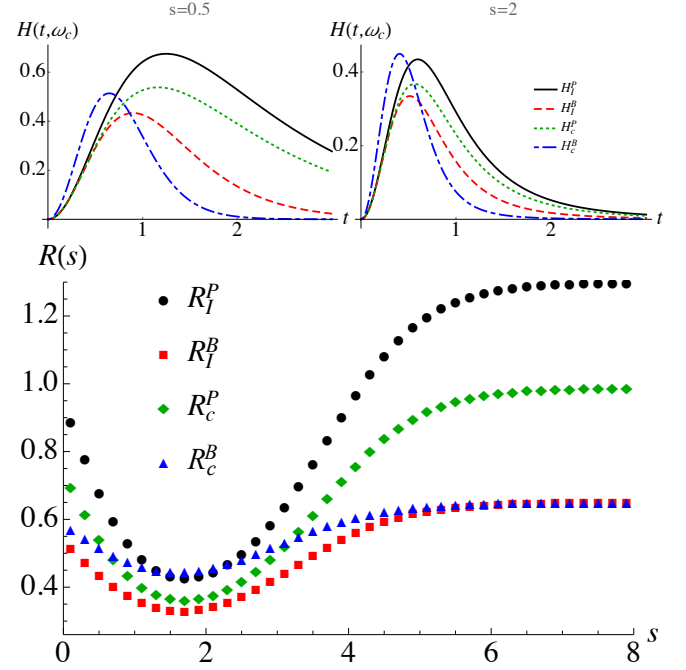 s=0.5
s=2
H(t,ω_c)
H(t,ω_c)
0.6
0.4
0.2
1
2
t
0.4
0.2
1
2
t
H_I^P
H_I^B
H_c^P
H_c^B
R(s)
1.2
1.0
0.8
0.6
0.4
R_I^P
R_I^B
R_c^P
R_c^B
0
2
4
6
8
s